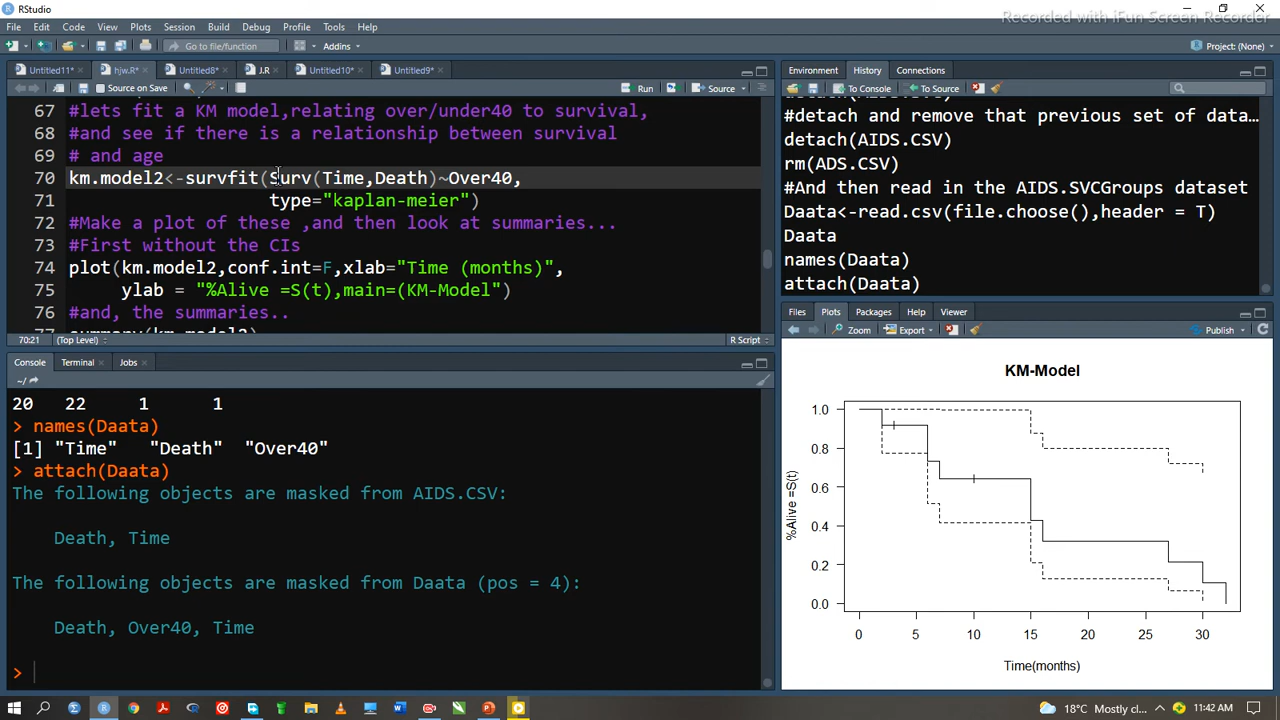 RStudio
Recorded with iFun Screen Recorder
File Edit Code View Plots Session Build Debug Profile Tools Help
Go to file/function Addins Project: (None)
Untitled11* hjw.R* Untitled8* J.R Untitled10* Untitled9*
Source on Save Run Source
67 #lets fit a KM model,relating over/under40 to survival,
68 #and see if there is a relationship between survival
69 # and age
70 km.model2<-survfit(Surv(Time,Death)~Over40,
71 type="kaplan-meier")
72 #Make a plot of these ,and then look at summaries...
73 #First without the CIs
74 plot(km.model2,conf.int=F,xlab="Time (months)",
75 ylab = "%Alive =S(t),main=(KM-Model")
76 #and, the summaries..
77 summary(km.model2)
70:21 (Top Level) R Script
Console Terminal Jobs
~/
20 22 1 1
> names(Daata)
[1] "Time" "Death" "Over40"
> attach(Daata)
The following objects are masked from AIDS.CSV:
Death, Time
The following objects are masked from Daata (pos = 4):
Death, Over40, Time
>
Environment History Connections
To Console To Source
#detach and remove that previous set of data…
detach(AIDS.CSV)
rm(ADS.CSV)
#And then read in the AIDS.SVCGroups dataset
Daata<-read.csv(file.choose(),header = T)
Daata
names(Daata)
attach(Daata)
Files Plots Packages Help Viewer
Zoom Export Publish
KM-Model
%Alive =S(t)
1.0
0.8
0.6
0.4
0.2
0.0
0 5 10 15 20 25 30
Time(months)
18°C Mostly cl... 11:42 AM